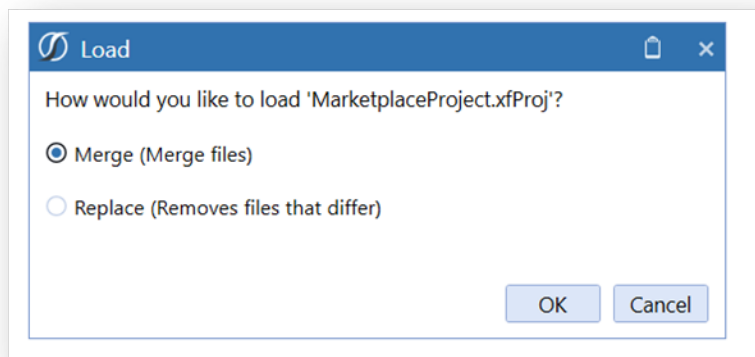 Load
How would you like to load 'MarketplaceProject.xfProj'?
Merge (Merge files)
Replace (Removes files that differ)
OK Cancel